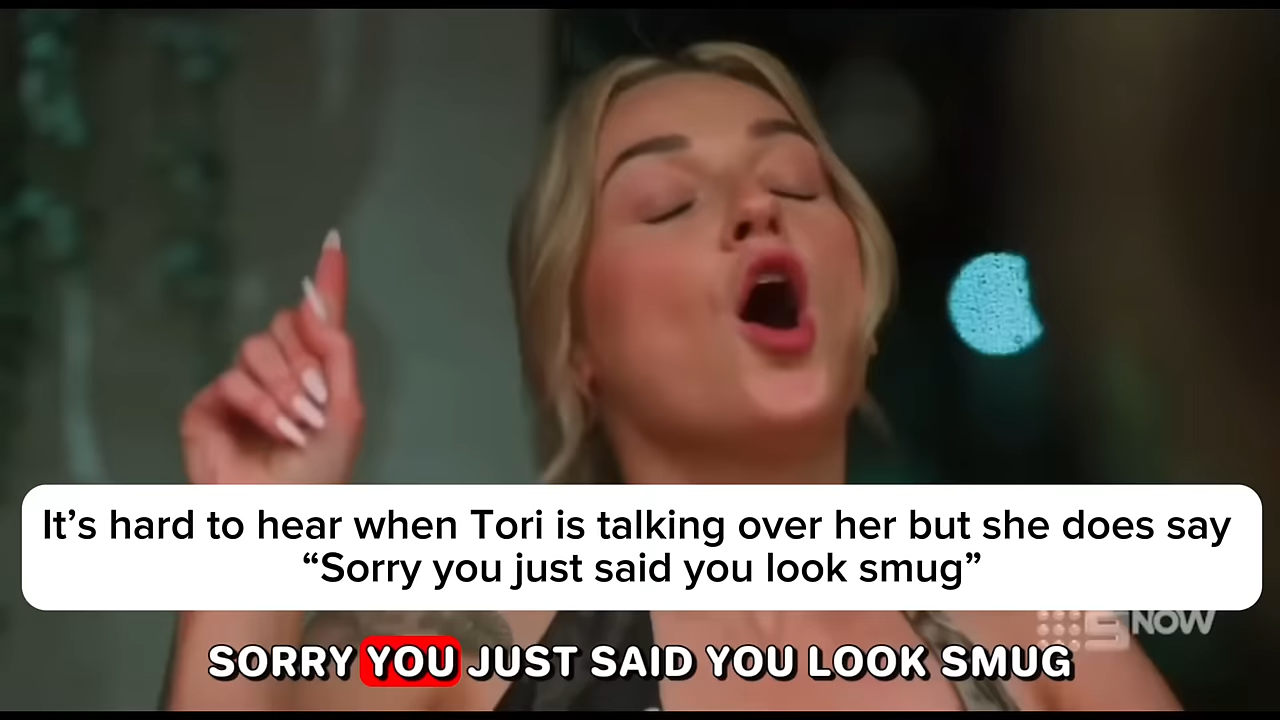 It’s hard to hear when Tori is talking over her but she does say
“Sorry you just said you look smug”
9NOW
SORRY YOU JUST SAID YOU LOOK SMUG